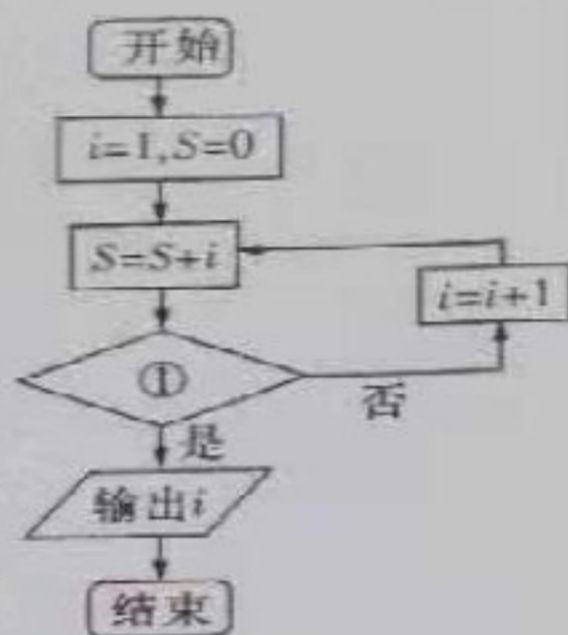 开始
i=1,S=0
S=S+i
i=i+1
①
否
是
输出i
结束